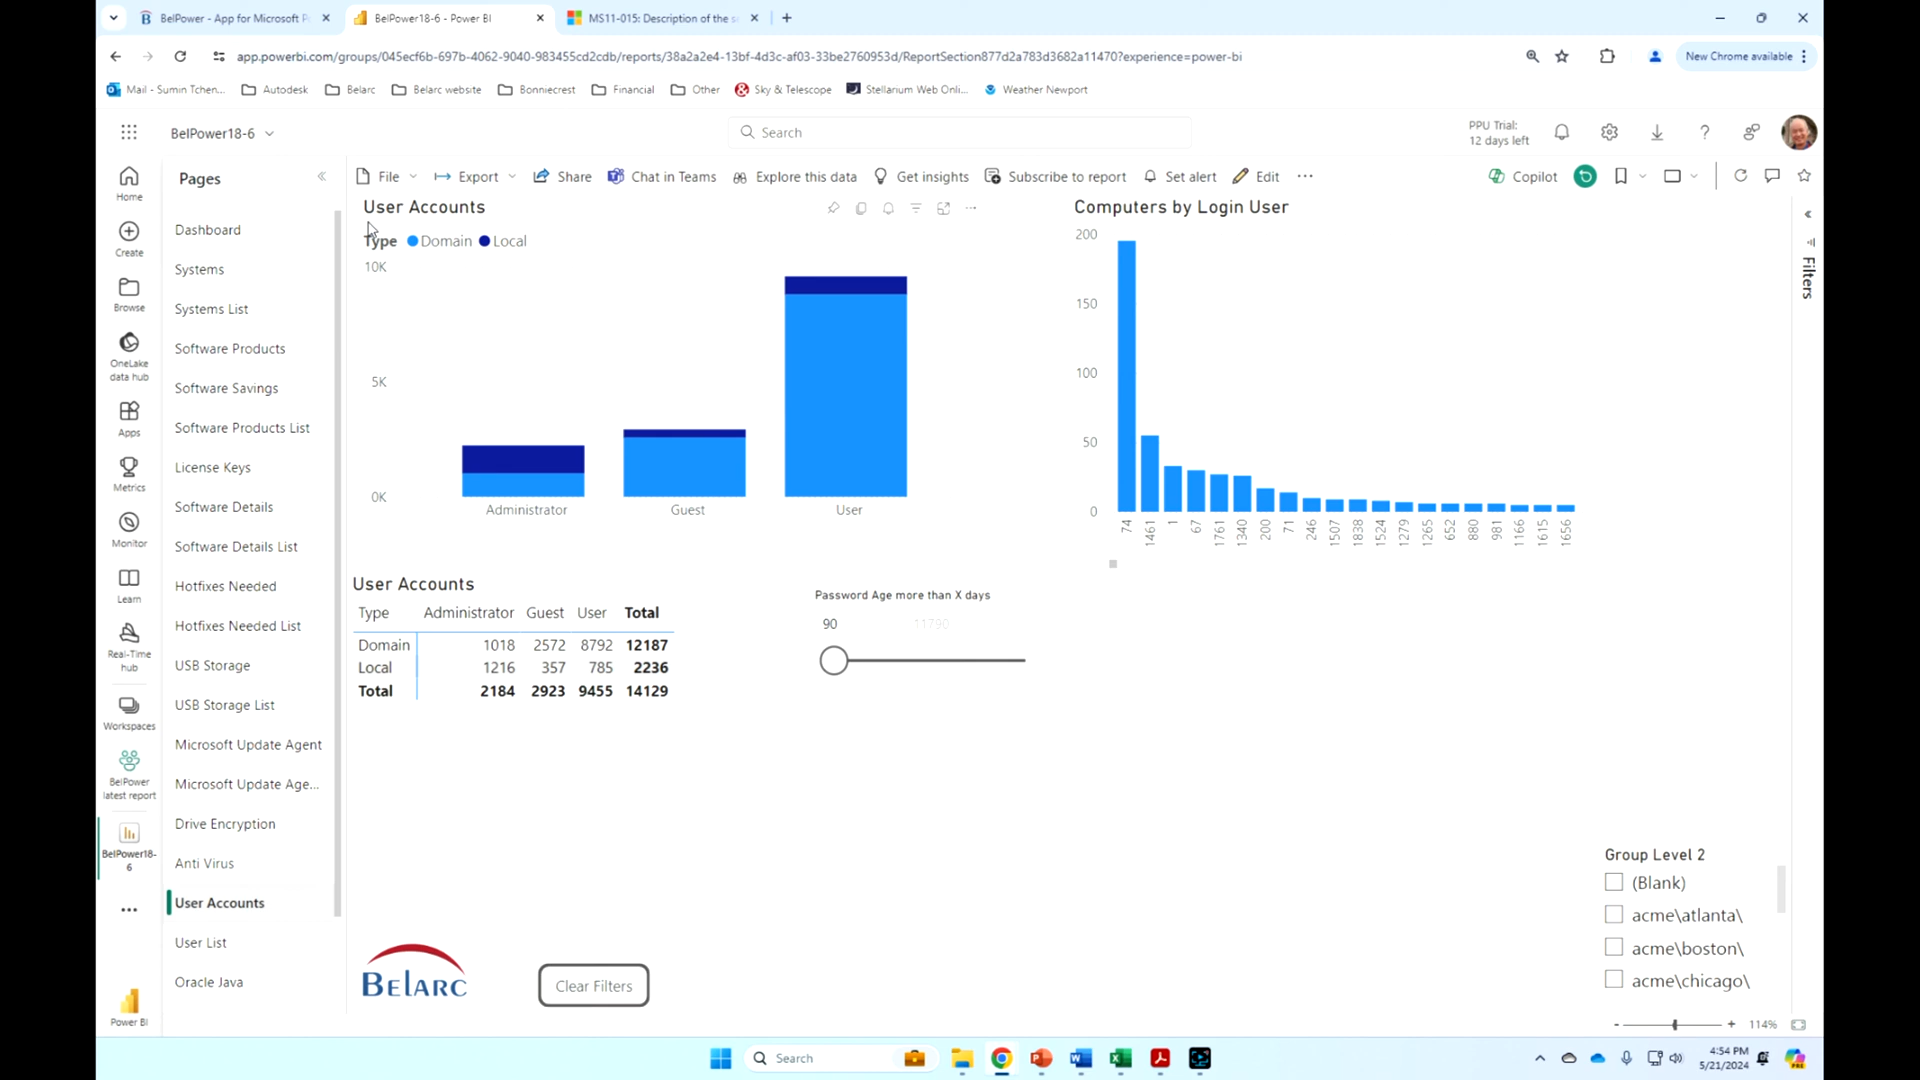 BelPower - App for Microsoft P
BelPower18-6 - Power BI
MS11-015: Description of the s
app.powerbi.com/groups/045ecf6b-697b-4062-9040-983455cd2cdb/reports/38a2a2e4-13bf-4d3c-af03-33be2760953d/ReportSection877d2a783d3682a11470?experience=power-bi
New Chrome available
Mail - Sumin Tchen...
Autodesk
Belarc
Belarc website
Bonniecrest
Financial
Other
Sky & Telescope
Stellarium Web Onli...
Weather Newport
BelPower18-6
Search
PPU Trial:
12 days left
Home
Create
Browse
OneLake
data hub
Apps
Metrics
Monitor
Learn
Real-Time
hub
Workspaces
BelPower
latest report
BelPower18-
6
Power BI
Pages
Dashboard
Systems
Systems List
Software Products
Software Savings
Software Products List
License Keys
Software Details
Software Details List
Hotfixes Needed
Hotfixes Needed List
USB Storage
USB Storage List
Microsoft Update Agent
Microsoft Update Age...
Drive Encryption
Anti Virus
User Accounts
User List
Oracle Java
File
Export
Share
Chat in Teams
Explore this data
Get insights
Subscribe to report
Set alert
Edit
Copilot
User Accounts
Type Domain Local
10K
5K
0K
Administrator Guest User
Computers by Login User
200
150
100
50
0
74 1461 1 67 1761 1340 200 71 246 1507 1838 1524 1279 1265 652 880 981 1166 1615 1656
Filters
User Accounts
Type Administrator Guest User Total
Domain 1018 2572 8792 12187
Local 1216 357 785 2236
Total 2184 2923 9455 14129
Password Age more than X days
90 11790
Group Level 2
(Blank)
acme\atlanta\
acme\boston\
acme\chicago\
BELARC
Clear Filters
- + 114%
Search
4:54 PM
5/21/2024
PRE